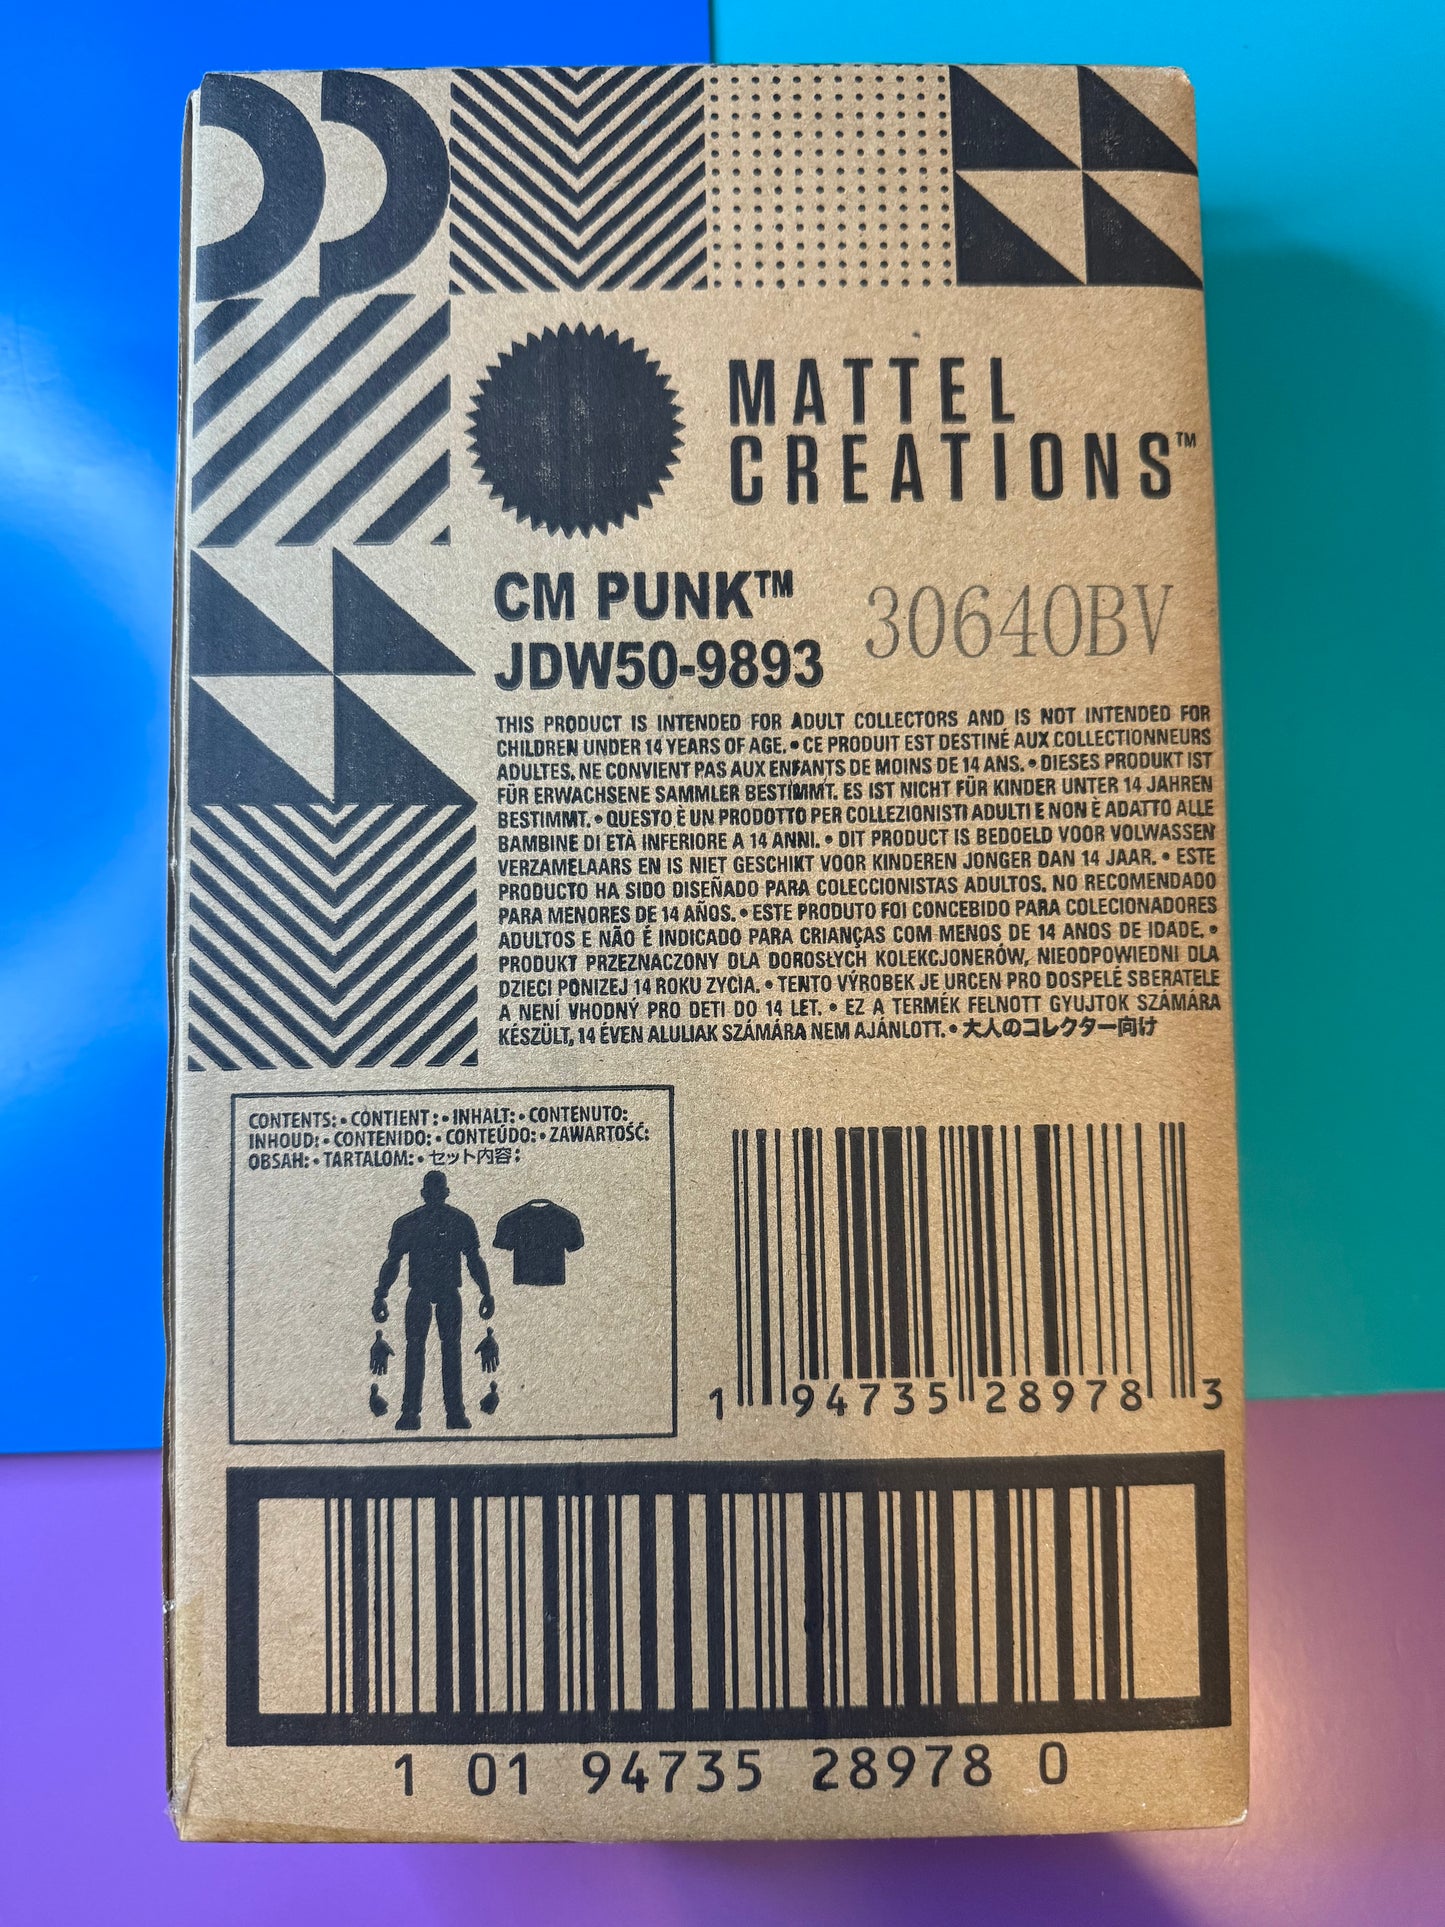 MATTEL
CREATIONS™
CM PUNK™
JDW50-9893
30640BV
THIS PRODUCT IS INTENDED FOR ADULT COLLECTORS AND IS NOT INTENDED FOR
CHILDREN UNDER 14 YEARS OF AGE. • CE PRODUIT EST DESTINÉ AUX COLLECTIONNEURS
ADULTES, NE CONVIENT PAS AUX ENFANTS DE MOINS DE 14 ANS. • DIESES PRODUKT IST
FÜR ERWACHSENE SAMMLER BESTIMMT. ES IST NICHT FÜR KINDER UNTER 14 JAHREN
BESTIMMT. • QUESTO È UN PRODOTTO PER COLLEZIONISTI ADULTI E NON È ADATTO ALLE
BAMBINE DI ETÀ INFERIORE A 14 ANNI. • DIT PRODUCT IS BEDOELD VOOR VOLWASSEN
VERZAMELAARS EN IS NIET GESCHIKT VOOR KINDEREN JONGER DAN 14 JAAR. • ESTE
PRODUCTO HA SIDO DISEÑADO PARA COLECCIONISTAS ADULTOS. NO RECOMENDADO
PARA MENORES DE 14 AÑOS. • ESTE PRODUTO FOI CONCEBIDO PARA COLECIONADORES
ADULTOS E NÃO É INDICADO PARA CRIANÇAS COM MENOS DE 14 ANOS DE IDADE. •
PRODUKT PRZEZNACZONY DLA DOROSŁYCH KOLEKCJONERÓW, NIEODPOWIEDNI DLA
DZIECI PONIZEJ 14 ROKU ZYCIA. • TENTO VÝROBEK JE URCEN PRO DOSPELÉ SBERATELE
A NENÍ VHODNÝ PRO DETI DO 14 LET. • EZ A TERMÉK FELNOTT GYUJTOK SZÁMÁRA
KÉSZÜLT, 14 ÉVEN ALULIAK SZÁMÁRA NEM AJÁNLOTT. • 大人のコレクター向け
CONTENTS: • CONTIENT : • INHALT: • CONTENUTO:
INHOUD: • CONTENIDO: • CONTEÚDO: • ZAWARTOŚĆ:
OBSAH: • TARTALOM: • セット内容:
1 94735 28978 3
1 01 94735 28978 0